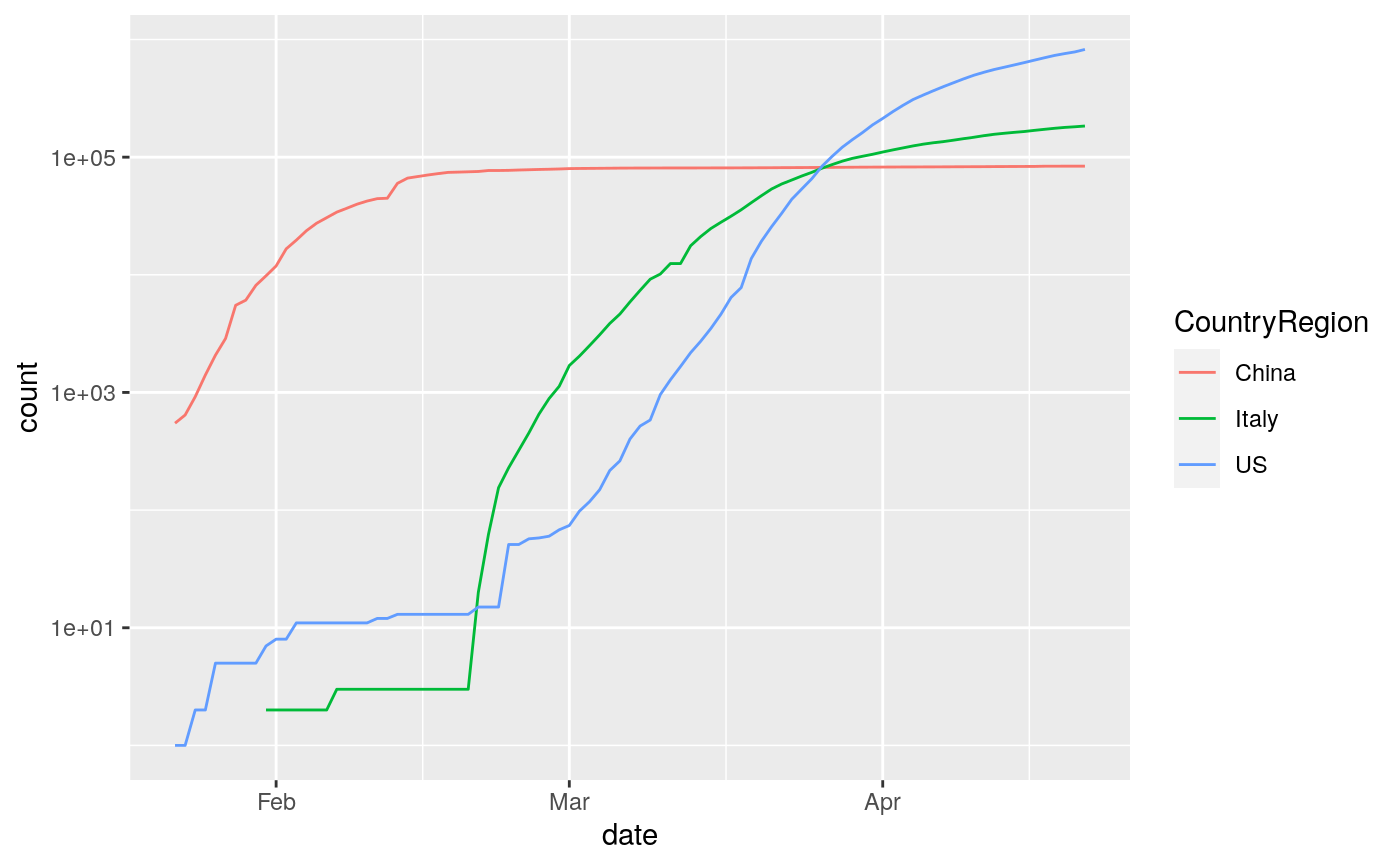 1e+05
1e+03
1e+01
count
Feb
Mar
Apr
date
CountryRegion
China
Italy
US